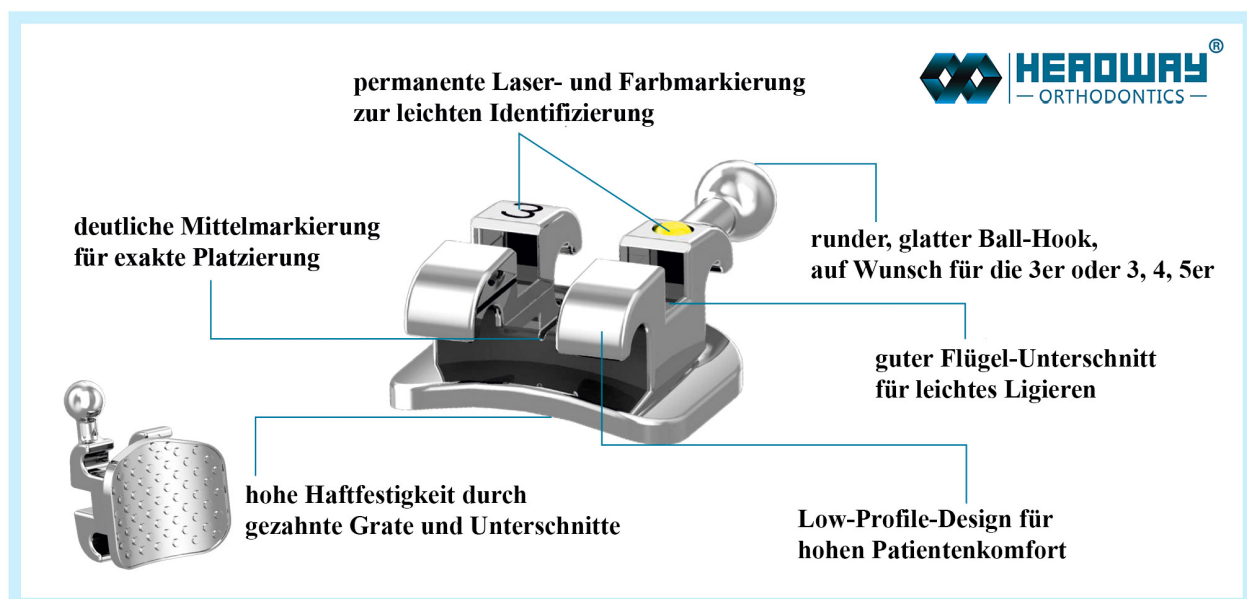 HEADWAY®
ORTHODONTICS
permanente Laser- und Farbmarkierung
zur leichten Identifizierung
3
deutliche Mittelmarkierung
für exakte Platzierung
runder, glatter Ball-Hook,
auf Wunsch für die 3er oder 3, 4, 5er
guter Flügel-Unterschnitt
für leichtes Ligieren
hohe Haftfestigkeit durch
gezahnte Grate und Unterschnitte
Low-Profile-Design für
hohen Patientenkomfort